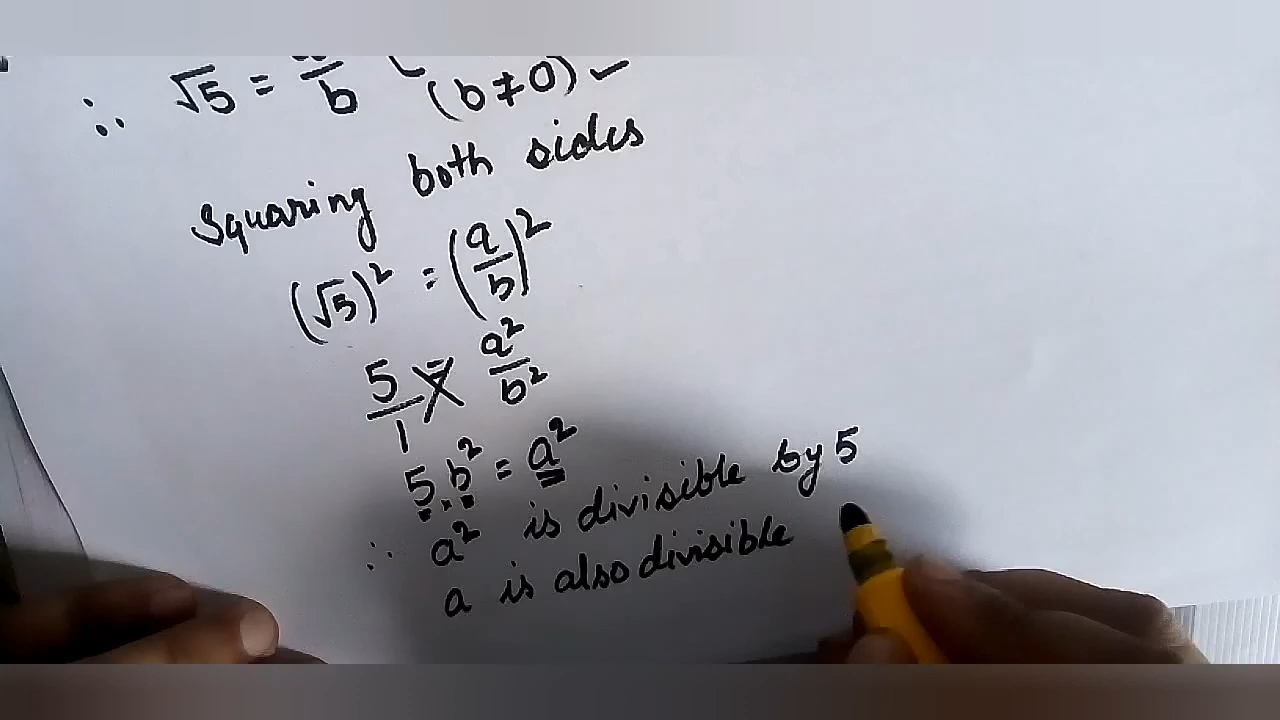 ∴ √5 = a/b
(b ≠ 0) ✓
Squaring both sides
(√5)² = (a/b)²
5/1 = a²/b²
5.b² = a²
∴ a² is divisible by 5
a is also divisible